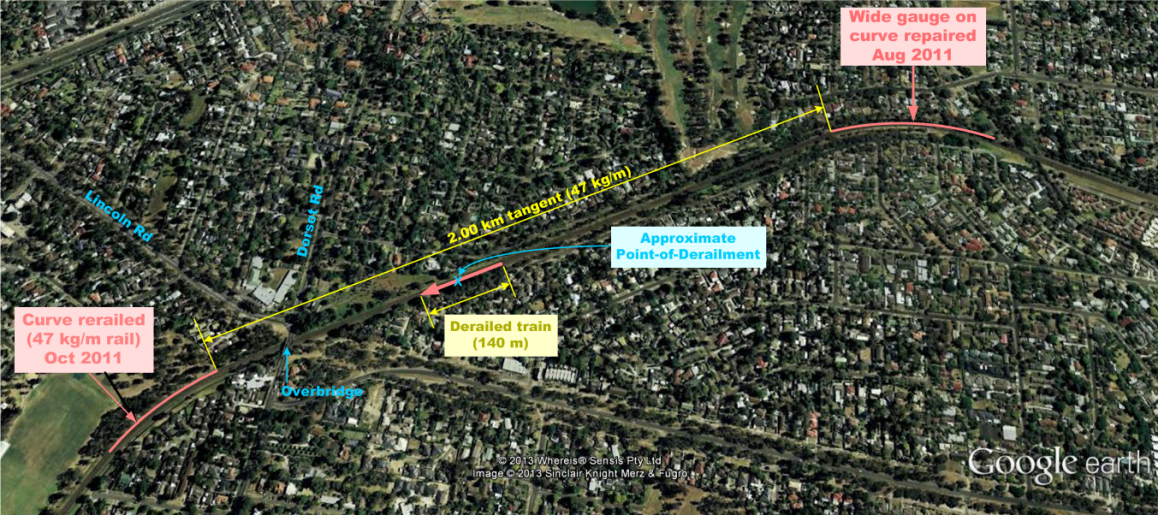 Wide gauge on
curve repaired
Aug 2011
2.00 km tangent (47 kg/m)
Lincoln Rd
Dorset Rd
Approximate
Point-of-Derailment
Curve rerailed
(47 kg/m rail)
Oct 2011
Derailed train
(140 m)
X
Overbridge
© 2013 Whereis® Sensis Pty Ltd
Image © 2013 Sinclair Knight Merz & Fugro
Google earth